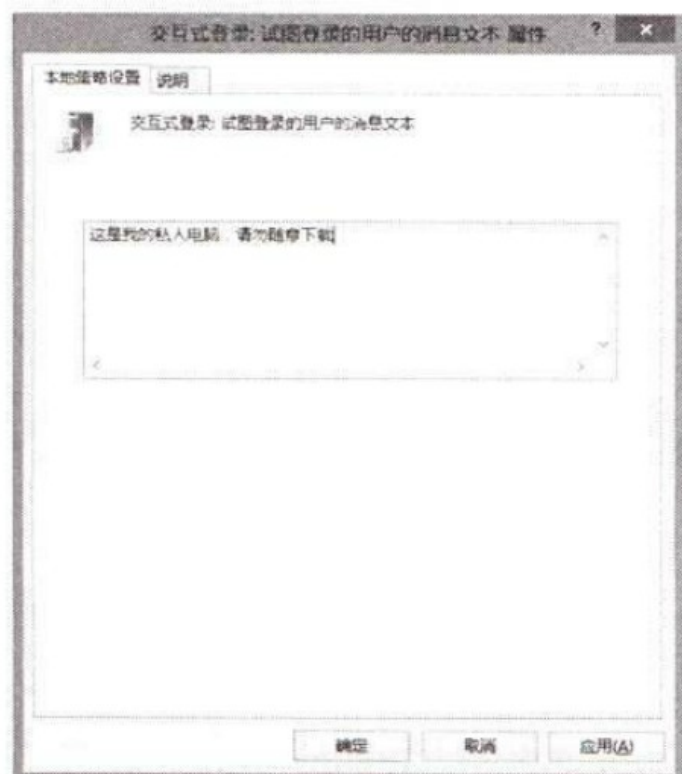 交互式登录: 试图登录的用户的消息文本 属性
? ×
本地策略设置 说明
交互式登录: 试图登录的用户的消息文本
这是我的私人电脑，请勿随意下载
确定 取消 应用(A)